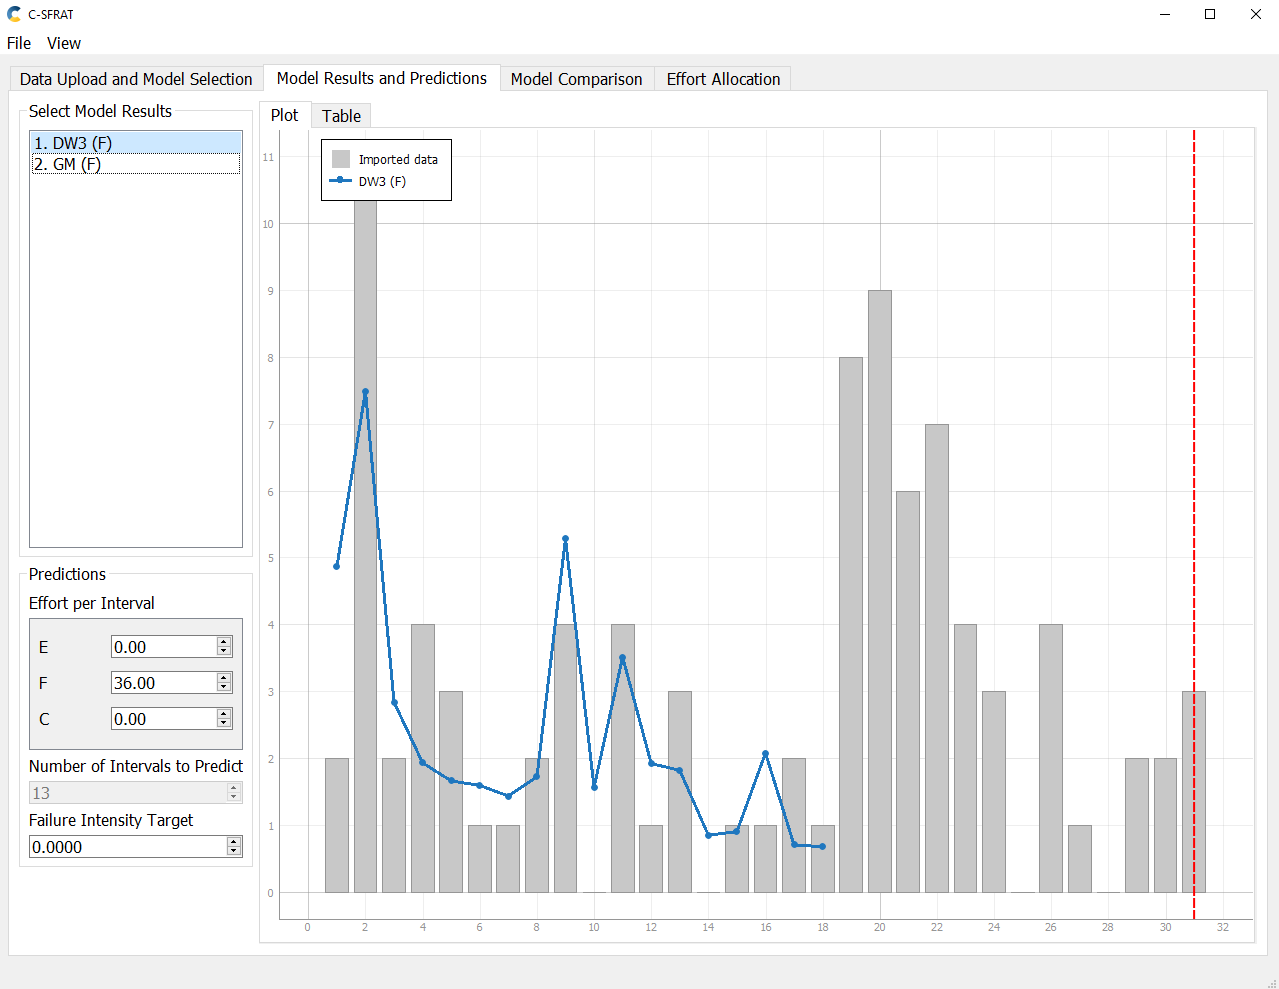 C-SFRAT
File View
Data Upload and Model Selection Model Results and Predictions Model Comparison Effort Allocation
Select Model Results
1. DW3 (F)
2. GM (F)
Predictions
Effort per Interval
E 0.00
F 36.00
C 0.00
Number of Intervals to Predict
13
Failure Intensity Target
0.0000
Plot Table
Imported data
DW3 (F)
11
10
9
8
7
6
5
4
3
2
1
0
0 2 4 6 8 10 12 14 16 18 20 22 24 26 28 30 32